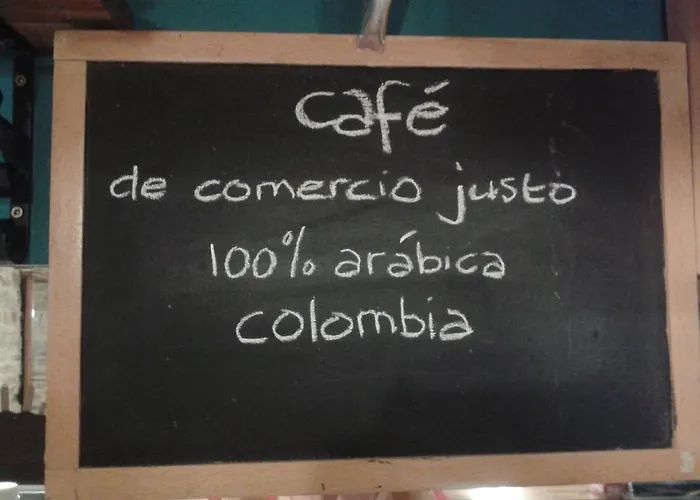 café
de comercio justo
100% arábica
colombia